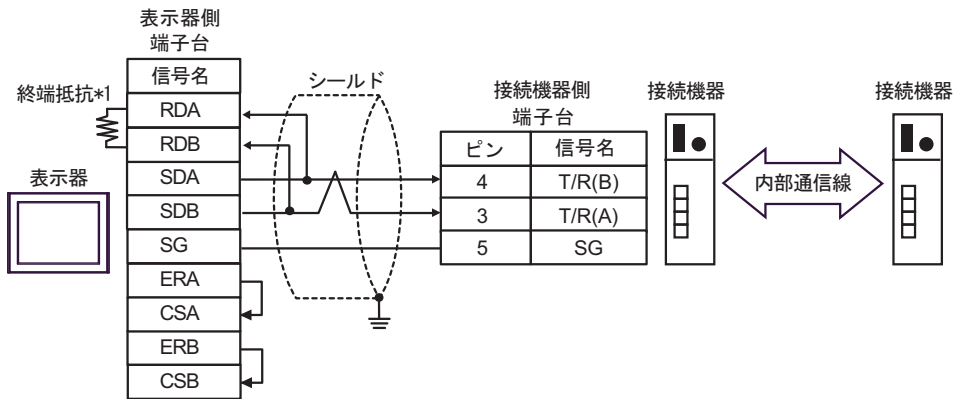 表示器側
端子台
信号名
終端抵抗*1
RDA
RDB
SDA
SDB
SG
ERA
CSA
ERB
CSB
表示器
シールド
接続機器側
端子台
ピン 信号名
4 T/R(B)
3 T/R(A)
5 SG
接続機器
内部通信線
接続機器